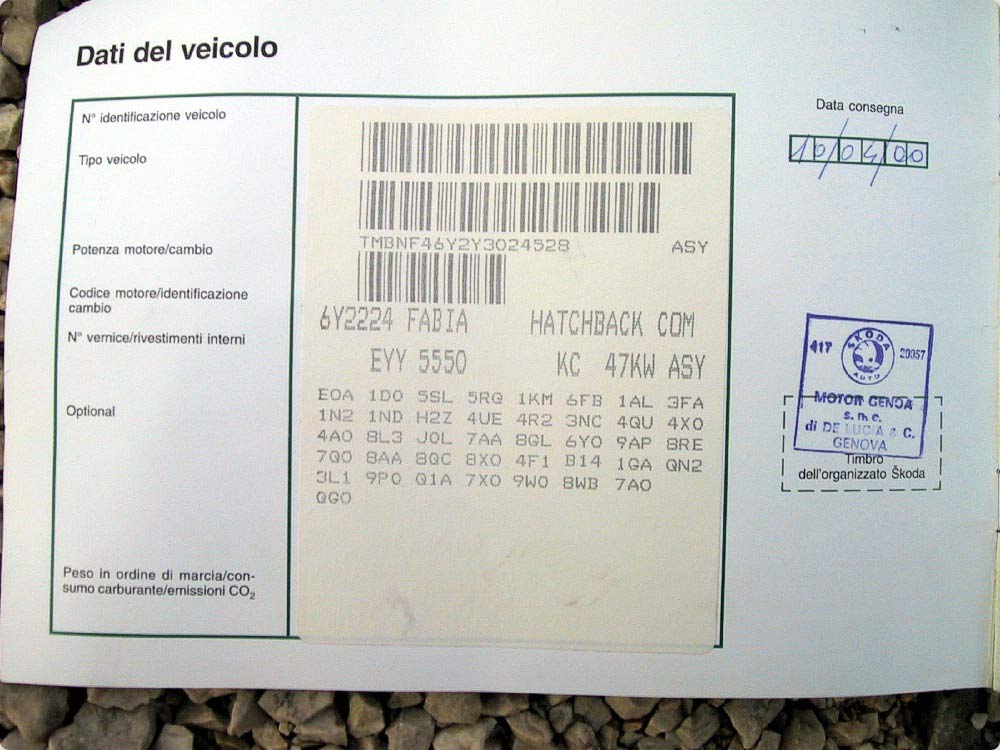 Dati del veicolo
N° identificazione veicolo
Tipo veicolo
Potenza motore/cambio
Codice motore/identificazione
cambio
N° vernice/rivestimenti interni
Optional
Peso in ordine di marcia/con-
sumo carburante/emissioni CO₂
TMBNF46Y2Y3024528 ASY
6Y2224 FABIA HATCHBACK COM
EYY 5550 KC 47KW ASY
E0A 1D0 5SL 5RQ 1KM 6FB 1AL 3FA
1N2 1ND H2Z 4UE 4R2 3NC 4QU 4X0
4A0 8L3 J0L 7AA 8GL 6Y0 9AP 8RE
7Q0 8AA 8QC 8X0 4F1 B14 1GA QN2
3L1 9P0 Q1A 7X0 9W0 8WB 7A0
QG0
Data consegna
10/04/00
417 ŠKODA AUTO 20057
MOTOR GENOA
s.n.c.
di DE LUCIA & C.
GENOVA
Timbro
dell'organizzato Škoda